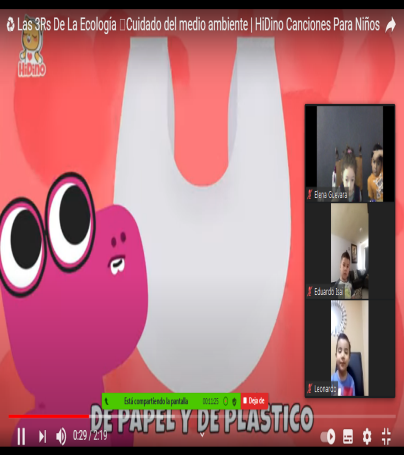 ♻ Las 3Rs De La Ecología Cuidado del medio ambiente | HiDino Canciones Para Niños
HiDino
Elena Guevara
Leonardo
Está compartiendo la pantalla
Deja de
DE PAPEL Y DE PLASTICO
0:29 / 2:19